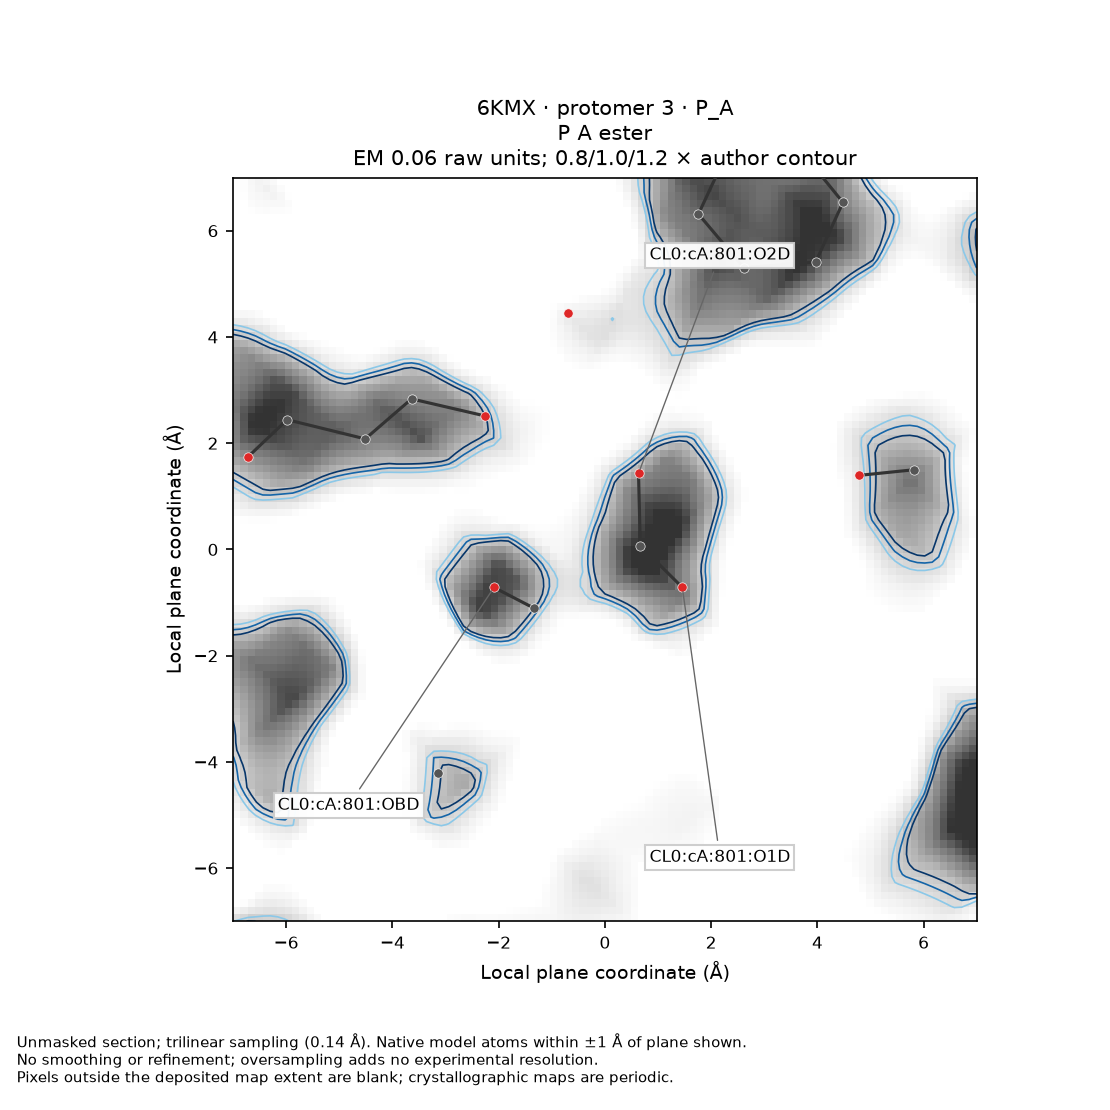 6KMX · protomer 3 · P_A
P A ester
EM 0.06 raw units; 0.8/1.0/1.2 × author contour
6
4
2
0
−2
−4
−6
Local plane coordinate (Å)
CL0:cA:801:O2D
CL0:cA:801:OBD
CL0:cA:801:O1D
−6 −4 −2 0 2 4 6
Local plane coordinate (Å)
Unmasked section; trilinear sampling (0.14 Å). Native model atoms within ±1 Å of plane shown.
No smoothing or refinement; oversampling adds no experimental resolution.
Pixels outside the deposited map extent are blank; crystallographic maps are periodic.